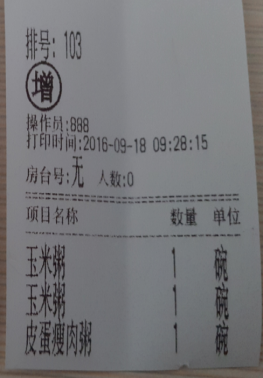 排号: 103
增
操作员:888
打印时间:2016-09-18 09:28:15
房台号:无 人数:0
项目名称 数量 单位
玉米粥 1 碗
玉米粥 1 碗
皮蛋瘦肉粥 1 碗